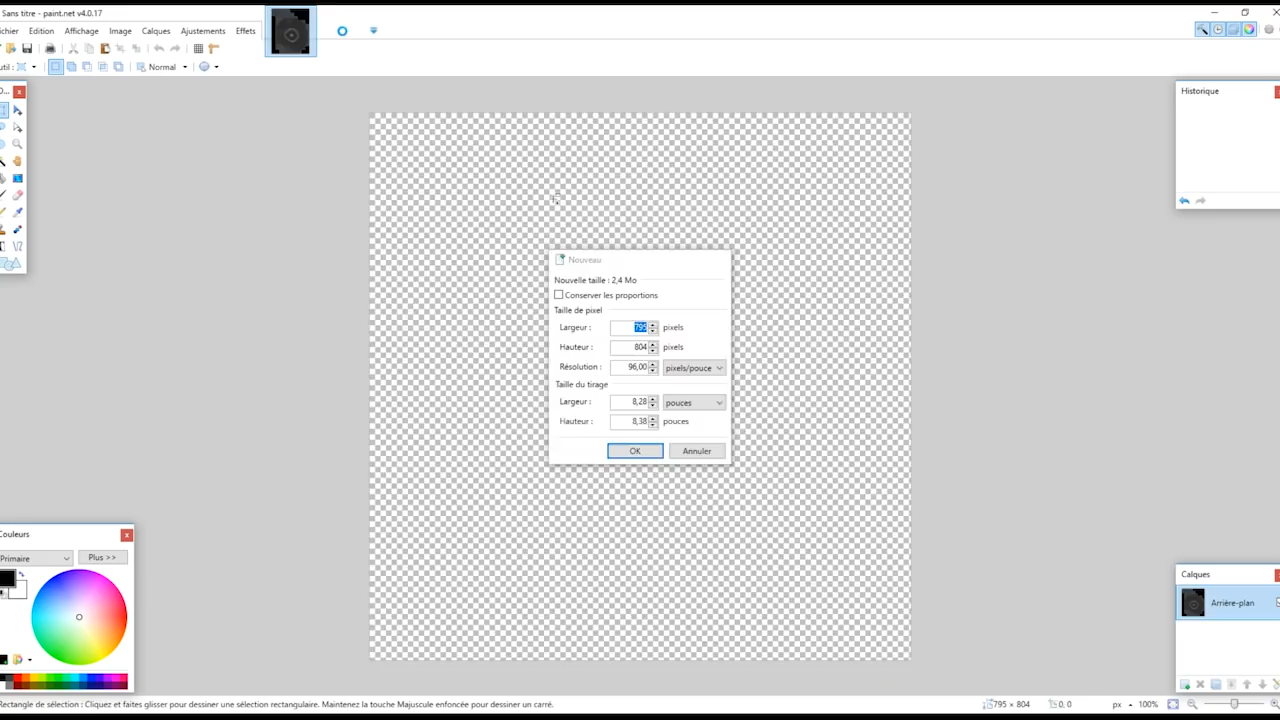 Sans titre - paint.net v4.0.17
ichier Edition Affichage Image Calques Ajustements Effets
util : Normal
O...
Historique
Nouveau
Nouvelle taille : 2,4 Mo
Conserver les proportions
Taille de pixel
Largeur : 795 pixels
Hauteur : 804 pixels
Résolution : 96,00 pixels/pouce
Taille du tirage
Largeur : 8,28 pouces
Hauteur : 8,38 pouces
OK Annuler
Couleurs
Primaire Plus >>
Calques
Arrière-plan
Rectangle de sélection : Cliquez et faites glisser pour dessiner une sélection rectangulaire. Maintenez la touche Majuscule enfoncée pour dessiner un carré. 795 × 804 0, 0 px 100%